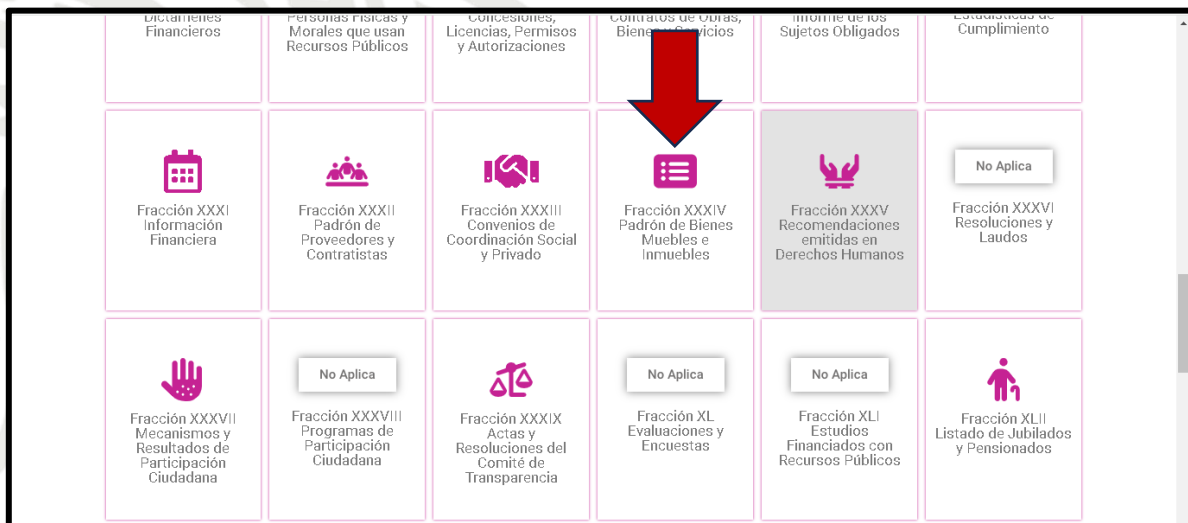 Dictámenes
Financieros
Personas Físicas y
Morales que usan
Recursos Públicos
Concesiones,
Licencias, Permisos
y Autorizaciones
Contratos de Obras,
Bienes y Servicios
Informe de los
Sujetos Obligados
Estadísticas de
Cumplimiento
Fracción XXXI
Información
Financiera
Fracción XXXII
Padrón de
Proveedores y
Contratistas
Fracción XXXIII
Convenios de
Coordinación Social
y Privado
Fracción XXXIV
Padrón de Bienes
Muebles e
Inmuebles
Fracción XXXV
Recomendaciones
emitidas en
Derechos Humanos
No Aplica
Fracción XXXVI
Resoluciones y
Laudos
Fracción XXXVII
Mecanismos y
Resultados de
Participación
Ciudadana
No Aplica
Fracción XXXVIII
Programas de
Participación
Ciudadana
Fracción XXXIX
Actas y
Resoluciones del
Comité de
Transparencia
No Aplica
Fracción XL
Evaluaciones y
Encuestas
No Aplica
Fracción XLI
Estudios
Financiados con
Recursos Públicos
Fracción XLII
Listado de Jubilados
y Pensionados